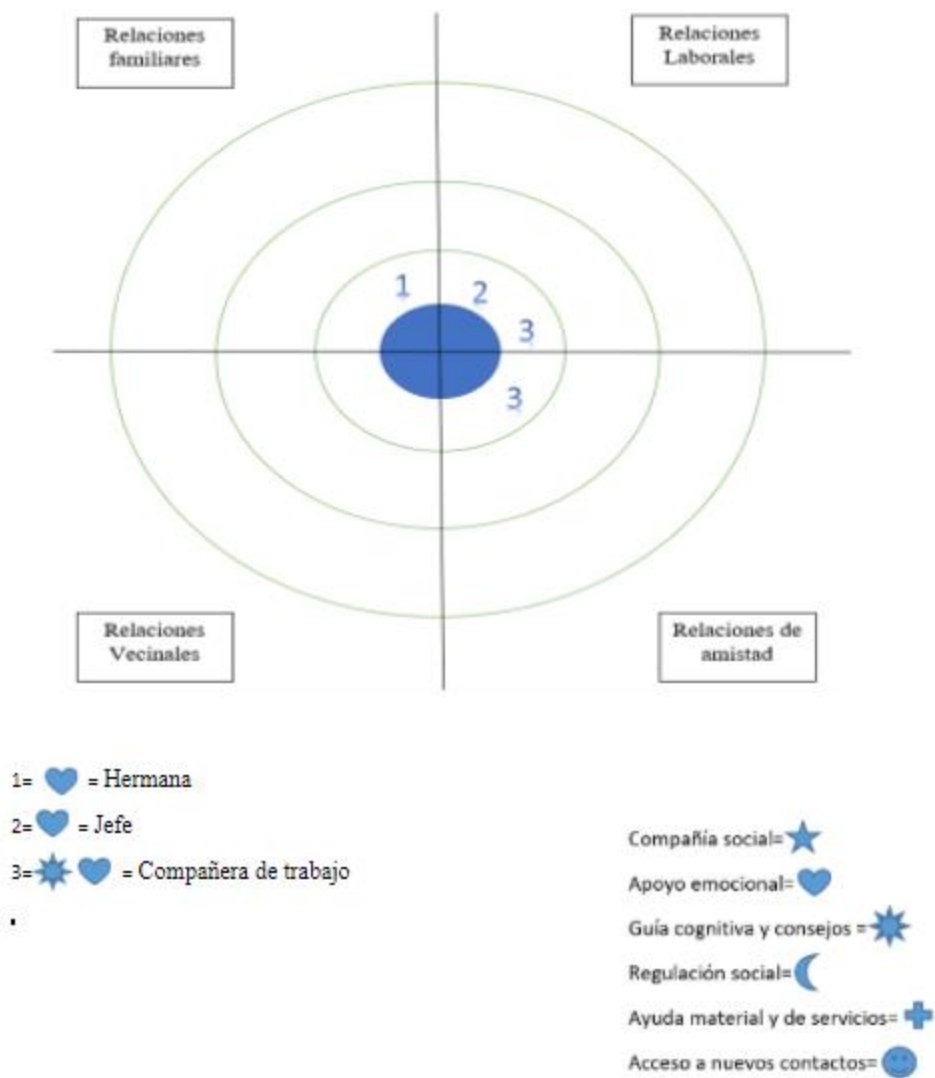 Relaciones
familiares
Relaciones
Laborales
1
2
3
3
Relaciones
Vecinales
Relaciones de
amistad
1= = Hermana
2= = Jefe
3= = Compañera de trabajo
Compañía social=
Apoyo emocional=
Guía cognitiva y consejos =
Regulación social=
Ayuda material y de servicios=
Acceso a nuevos contactos=